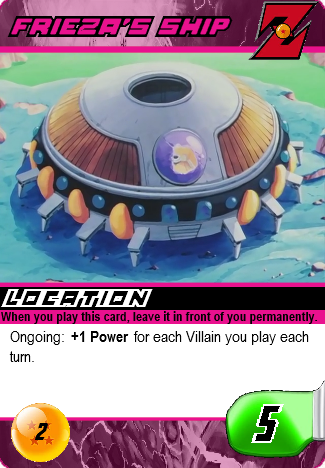 FRIEZA'S SHIP
Z
LOCATION
When you play this card, leave it in front of you permanently.
Ongoing: +1 Power for each Villain you play each
turn.
2
5